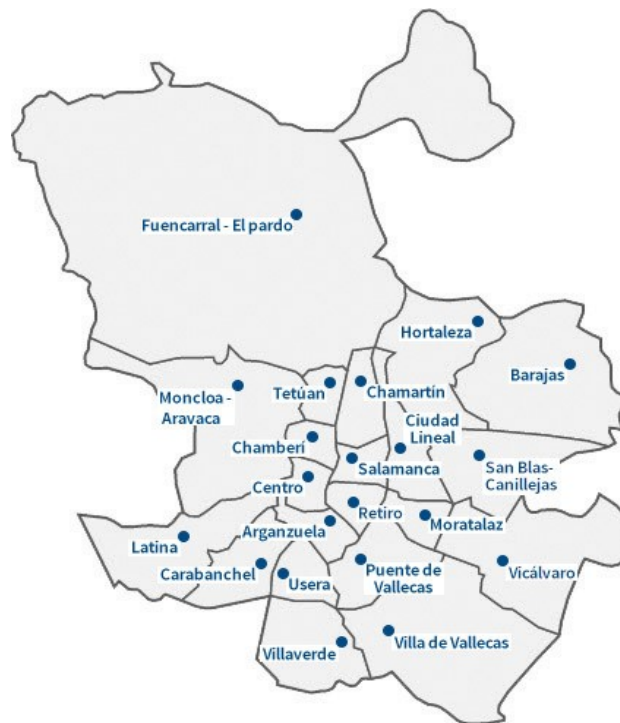 Fuencarral - El pardo
Hortaleza
Barajas
Moncloa -
Aravaca
Tetúan
Chamartín
Ciudad
Lineal
Chamberí
Salamanca
San Blas-
Canillejas
Centro
Retiro
Moratalaz
Arganzuela
Latina
Carabanchel
Usera
Puente de
Vallecas
Vicálvaro
Villaverde
Villa de Vallecas